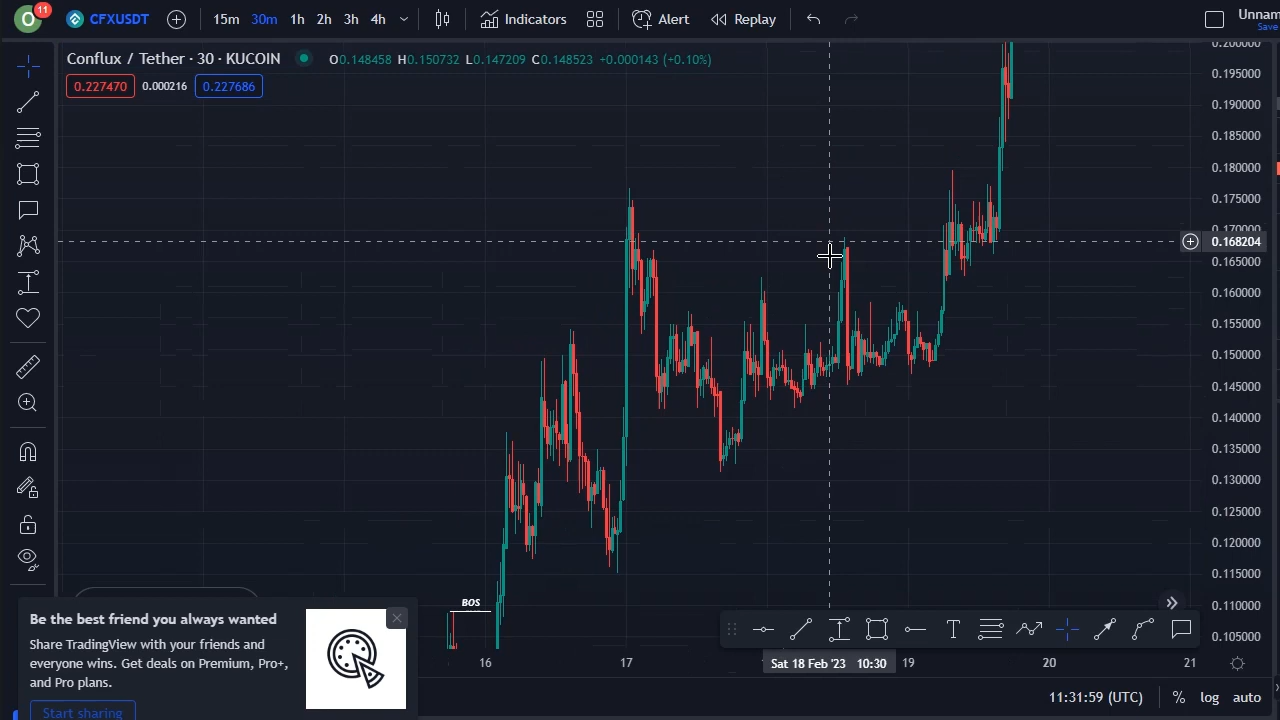 O 11 CFXUSDT 15m 30m 1h 2h 3h 4h Indicators Alert Replay Unnam
Save
Conflux / Tether · 30 · KUCOIN O0.148458 H0.150732 L0.147209 C0.148523 +0.000143 (+0.10%)
0.227470 0.000216 0.227686
0.200000
0.195000
0.190000
0.185000
0.180000
0.175000
0.170000
0.168204
0.165000
0.160000
0.155000
0.150000
0.145000
0.140000
0.135000
0.130000
0.125000
0.120000
0.115000
0.110000
0.105000
BOS
Be the best friend you always wanted
Share TradingView with your friends and
everyone wins. Get deals on Premium, Pro+,
and Pro plans.
Start sharing
T
16 17 Sat 18 Feb '23 10:30 19 20 21
11:31:59 (UTC) % log auto